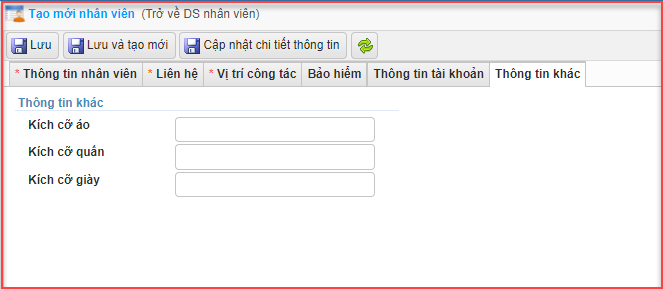 Tạo mới nhân viên (Trở về DS nhân viên)
Lưu Lưu và tạo mới Cập nhật chi tiết thông tin
* Thông tin nhân viên * Liên hệ * Vị trí công tác Bảo hiểm Thông tin tài khoản Thông tin khác
Thông tin khác
Kích cỡ áo
Kích cỡ quần
Kích cỡ giày